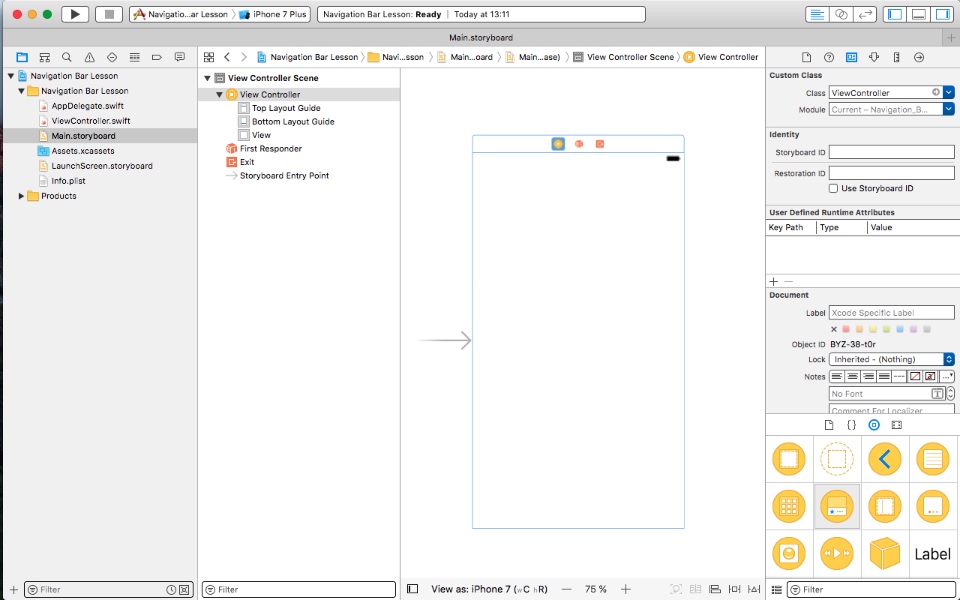 Navigatio...ar Lesson 〉 iPhone 7 Plus
Navigation Bar Lesson: Ready | Today at 13:11
Main.storyboard
Navigation Bar Lesson
Navigation Bar Lesson
AppDelegate.swift
ViewController.swift
Main.storyboard
Assets.xcassets
LaunchScreen.storyboard
Info.plist
Products
Filter
Navigation Bar Lesson 〉 Navi...sson 〉 Main....oard 〉 Main....ase) 〉 View Controller Scene 〉 View Controller
View Controller Scene
View Controller
Top Layout Guide
Bottom Layout Guide
View
First Responder
Exit
Storyboard Entry Point
Filter
View as: iPhone 7 (wC hR) — 75 % +
Custom Class
Class ViewController
Module Current – Navigation_B...
Identity
Storyboard ID
Restoration ID
Use Storyboard ID
User Defined Runtime Attributes
Key Path Type Value
Document
Label Xcode Specific Label
Object ID BYZ-38-t0r
Lock Inherited - (Nothing)
Notes
No Font
Comment For Localizer
Label
Filter